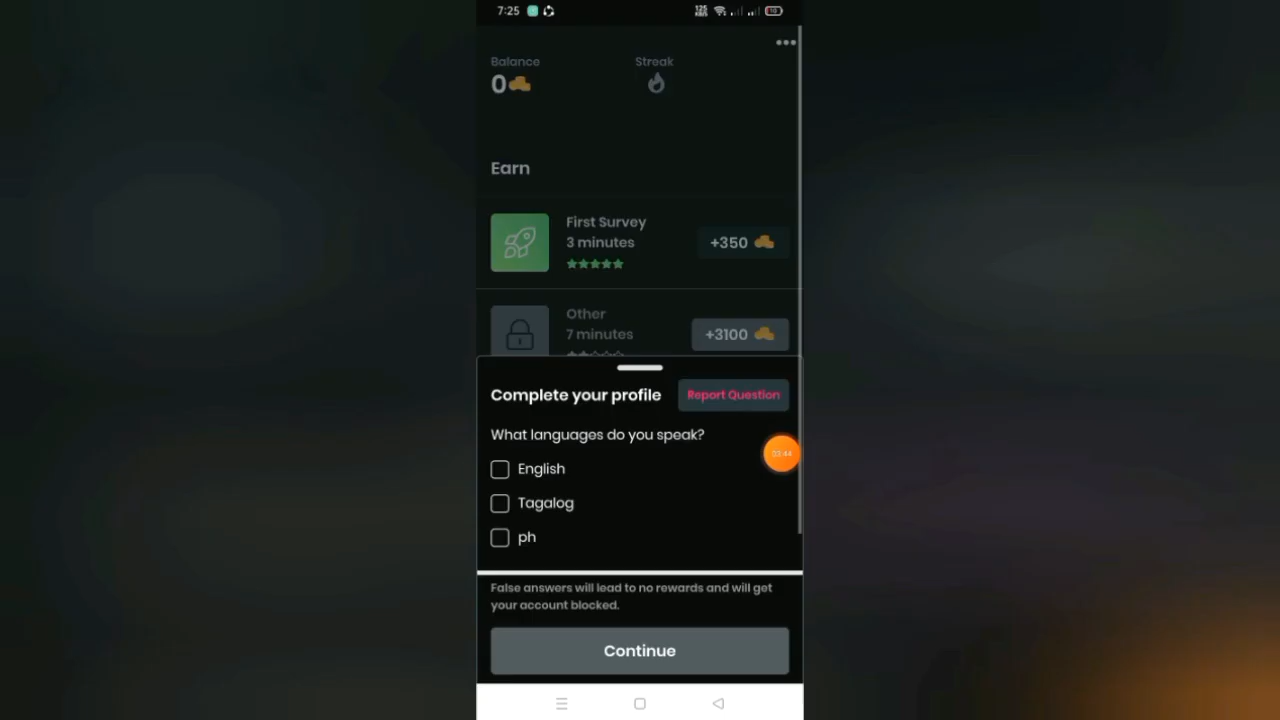 7:25
Balance
Streak
0
Earn
First Survey
3 minutes
+350
Other
7 minutes
+3100
Complete your profile
Report Question
What languages do you speak?
English
Tagalog
ph
False answers will lead to no rewards and will get
your account blocked.
Continue